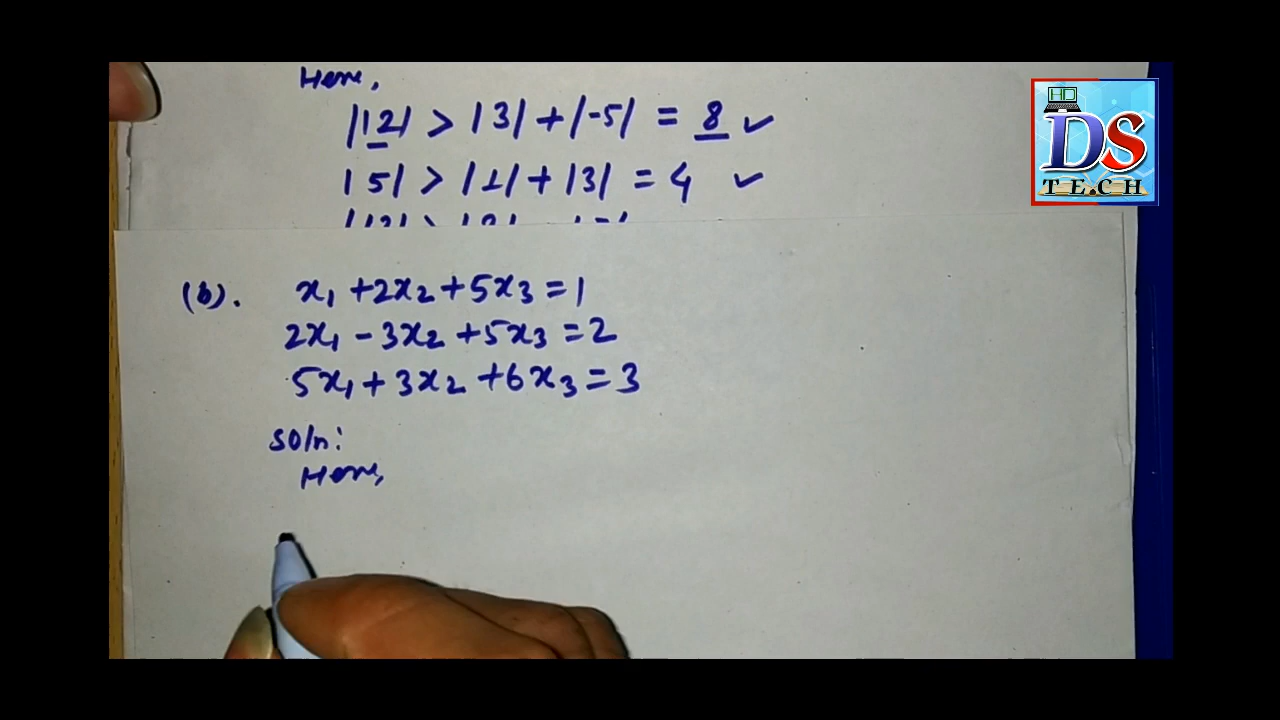 Here,
|12| > |3| + |-5| = 8 ✓
|5| > |1| + |3| = 4 ✓
HD
DS
TECH
(b). x₁ + 2x₂ + 5x₃ = 1
2x₁ - 3x₂ + 5x₃ = 2
5x₁ + 3x₂ + 6x₃ = 3
Soln:
Here,